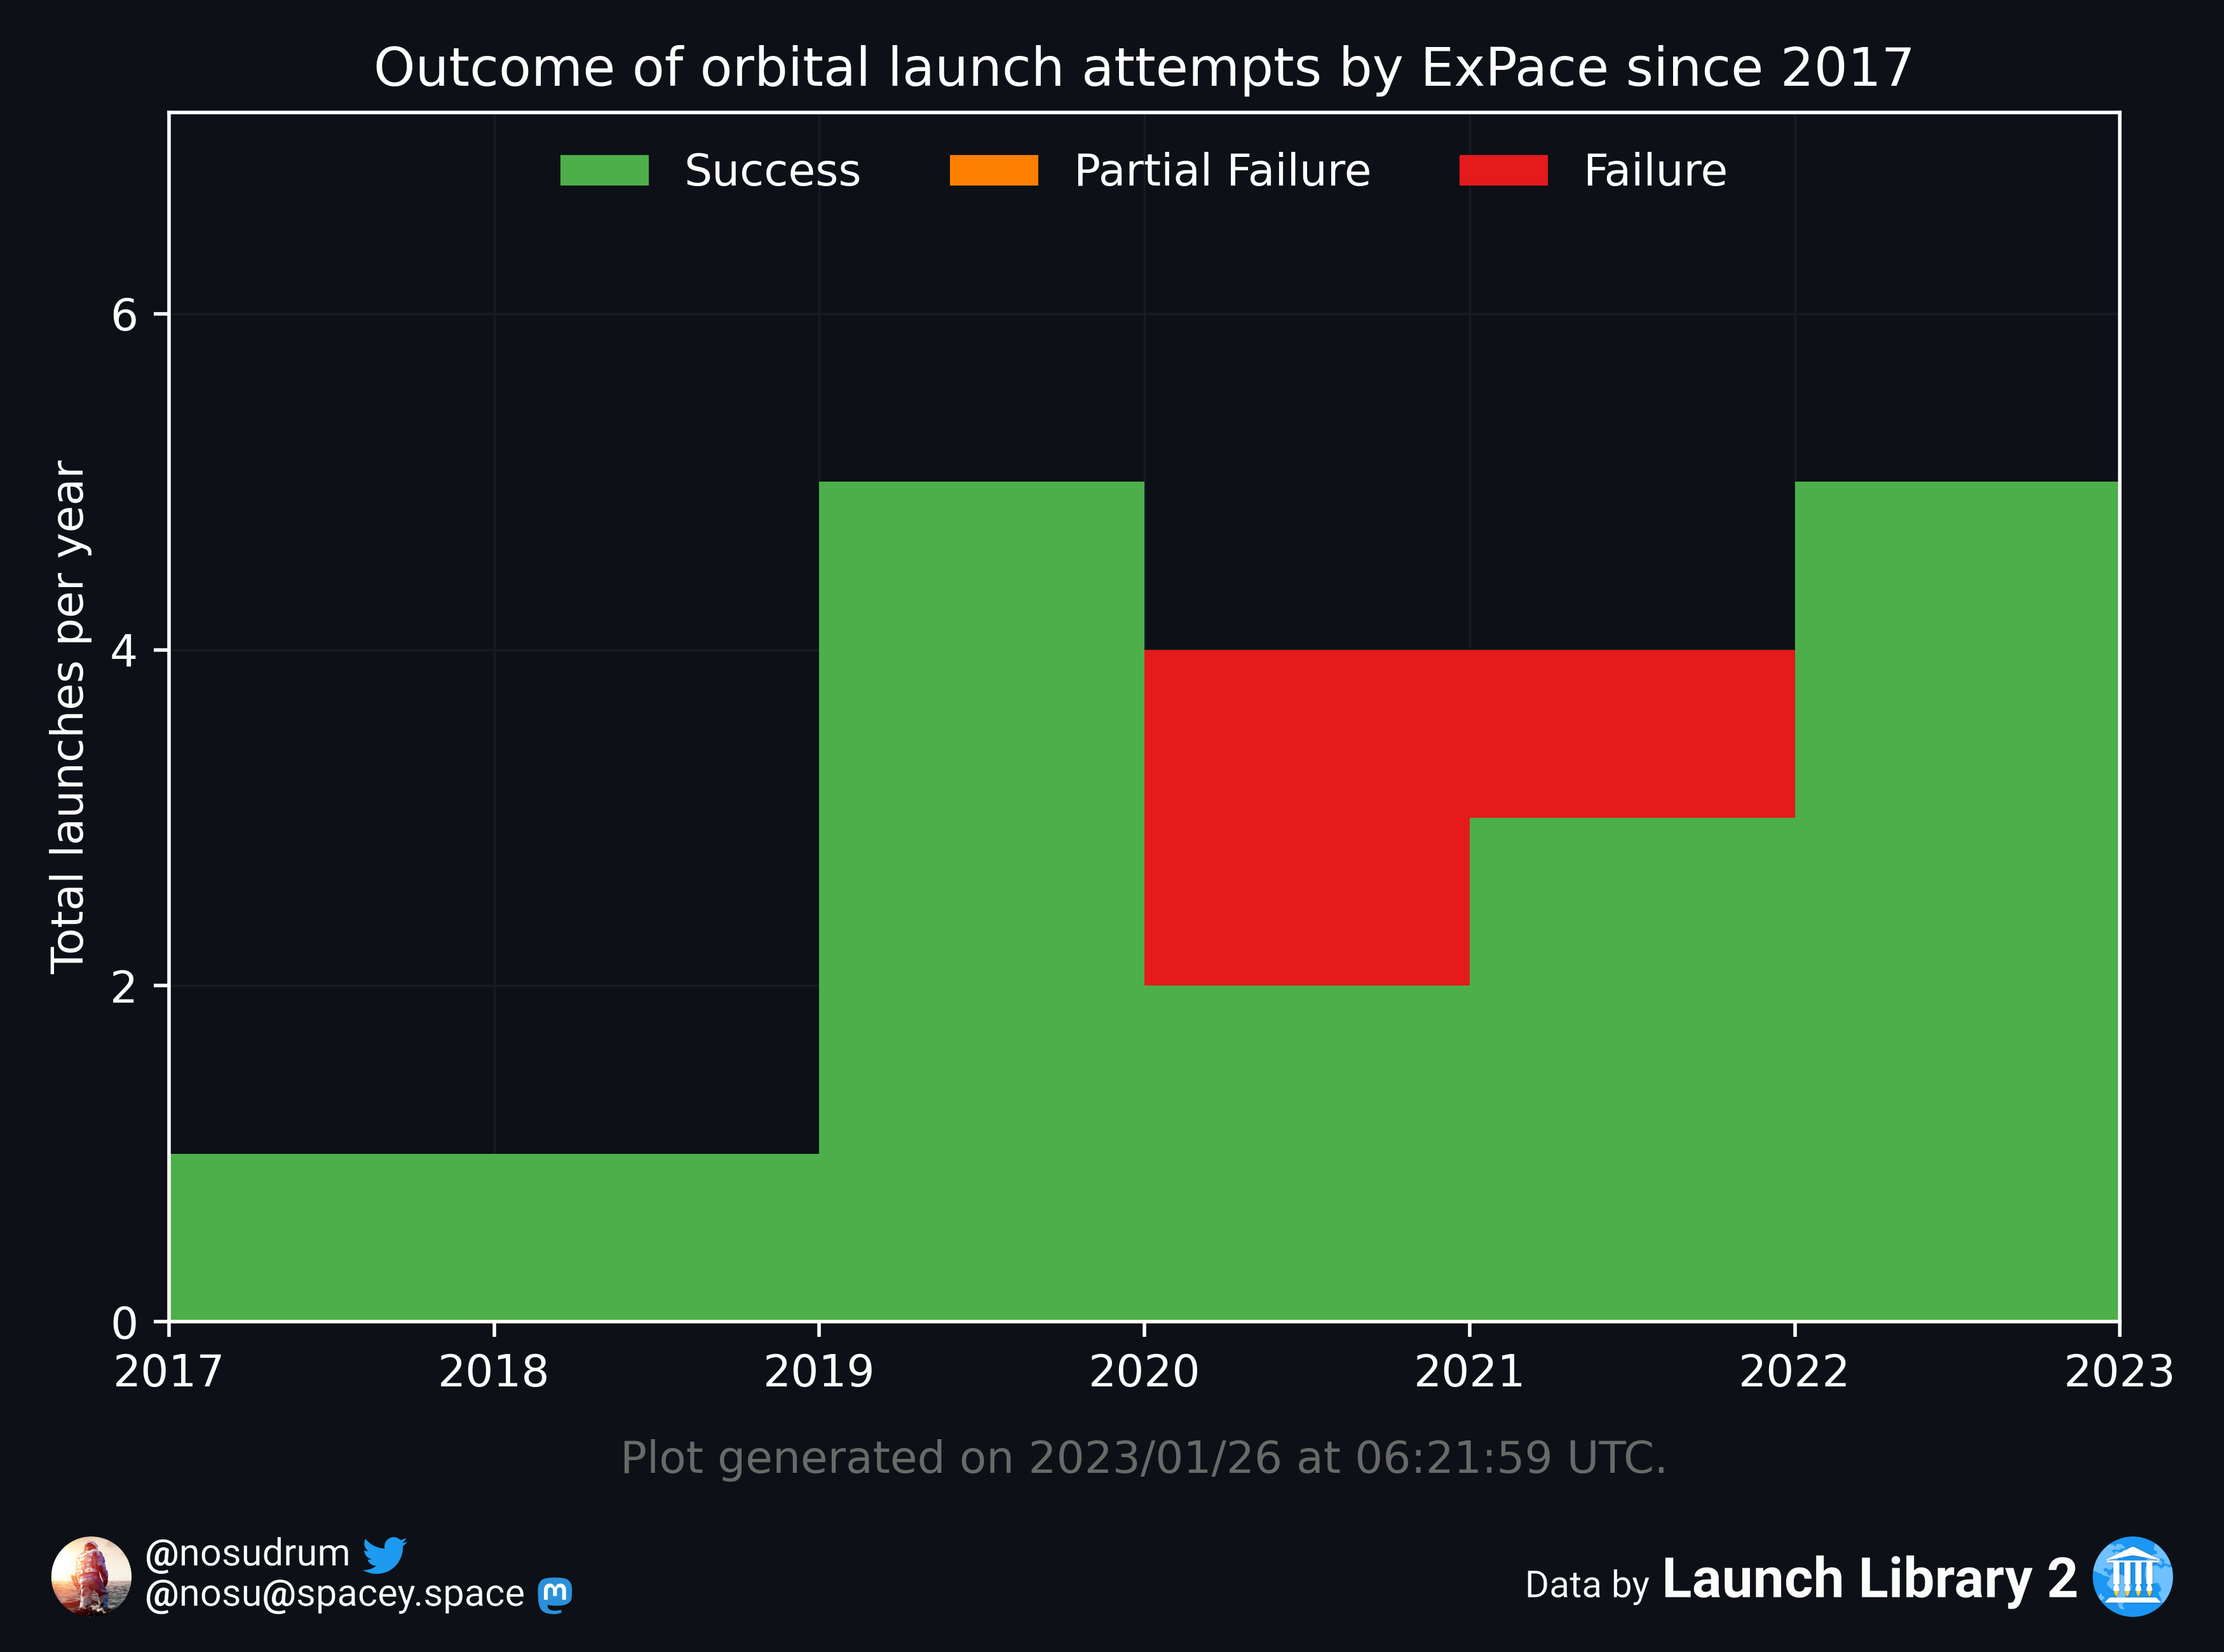 Outcome of orbital launch attempts by ExPace since 2017
Success Partial Failure Failure
Total launches per year
6
4
2
0
2017 2018 2019 2020 2021 2022 2023
Plot generated on 2023/01/26 at 06:21:59 UTC.
@nosudrum
@nosu@spacey.space
Data by Launch Library 2